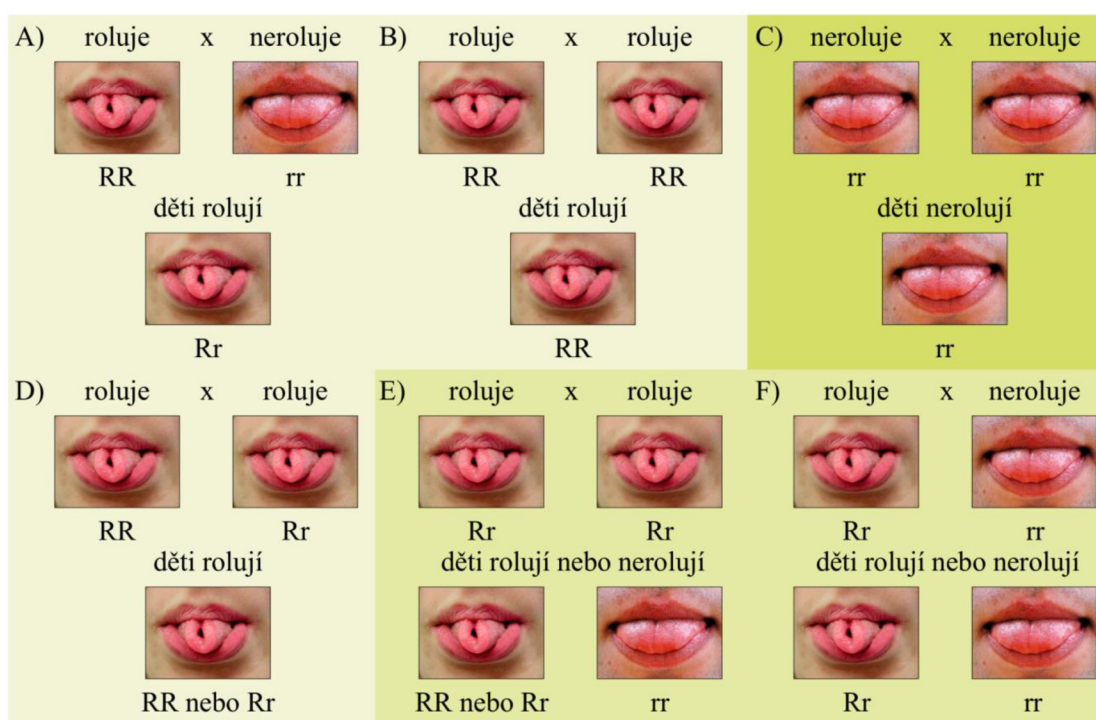 A) roluje x neroluje
RR rr
děti rolují
Rr
B) roluje x roluje
RR RR
děti rolují
RR
C) neroluje x neroluje
rr rr
děti nerolují
rr
D) roluje x roluje
RR Rr
děti rolují
RR nebo Rr
E) roluje x roluje
Rr Rr
děti rolují nebo nerolují
RR nebo Rr rr
F) roluje x neroluje
Rr rr
děti rolují nebo nerolují
Rr rr